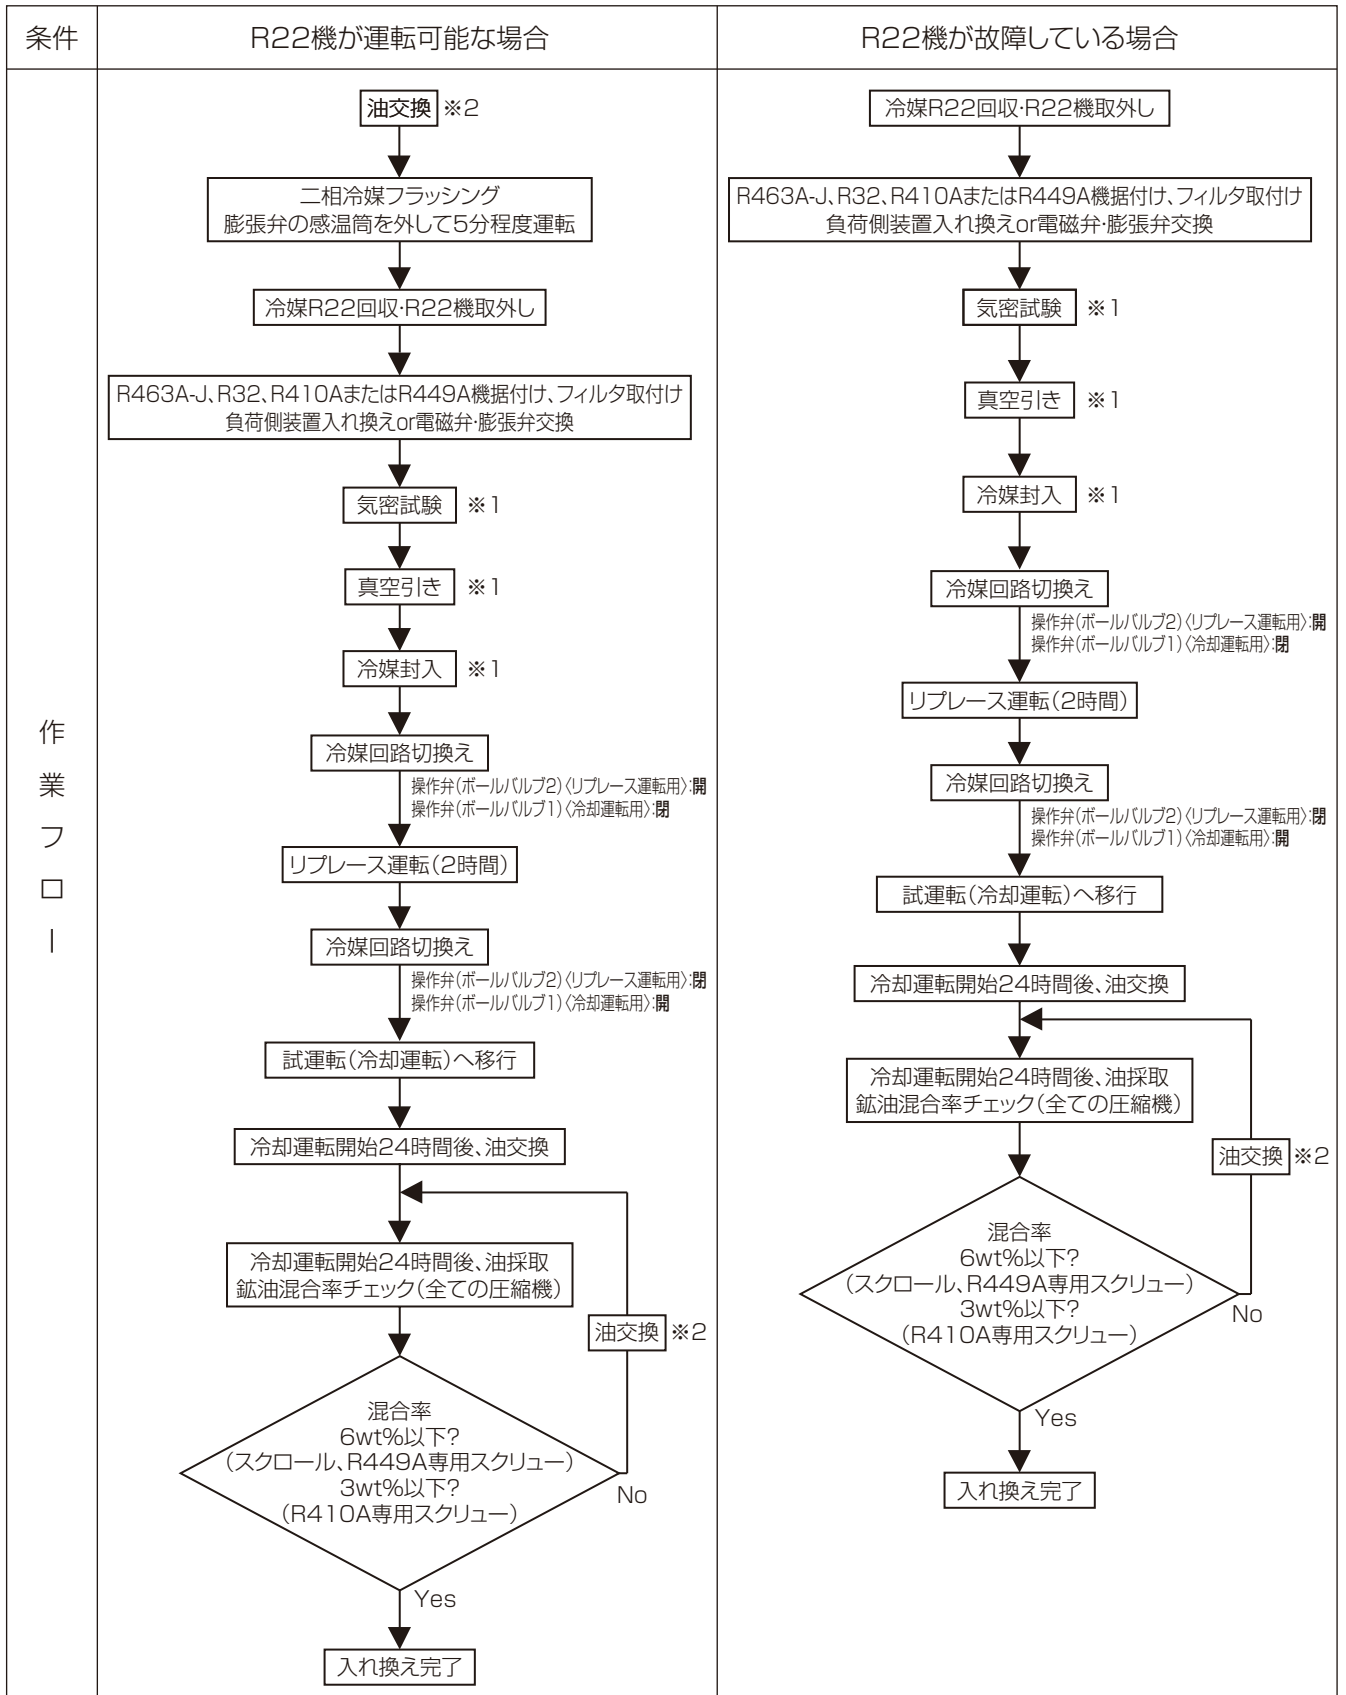 条件
R22機が運転可能な場合
R22機が故障している場合
作業フロー
油交換 ※2
二相冷媒フラッシング
膨張弁の感温筒を外して5分程度運転
冷媒R22回収・R22機取外し
R463A-J、R32、R410AまたはR449A機据付け、フィルタ取付け
負荷側装置入れ換えor電磁弁・膨張弁交換
気密試験 ※1
真空引き ※1
冷媒封入 ※1
冷媒回路切換え
操作弁(ボールバルブ2)〈リプレース運転用〉:開
操作弁(ボールバルブ1)〈冷却運転用〉:閉
リプレース運転(2時間)
冷媒回路切換え
操作弁(ボールバルブ2)〈リプレース運転用〉:閉
操作弁(ボールバルブ1)〈冷却運転用〉:開
試運転(冷却運転)へ移行
冷却運転開始24時間後、油交換
冷却運転開始24時間後、油採取
鉱油混合率チェック(全ての圧縮機)
油交換 ※2
混合率
6wt%以下?
(スクロール、R449A専用スクリュー)
3wt%以下?
(R410A専用スクリュー)
No
Yes
入れ換え完了
冷媒R22回収・R22機取外し
R463A-J、R32、R410AまたはR449A機据付け、フィルタ取付け
負荷側装置入れ換えor電磁弁・膨張弁交換
気密試験 ※1
真空引き ※1
冷媒封入 ※1
冷媒回路切換え
操作弁(ボールバルブ2)〈リプレース運転用〉:開
操作弁(ボールバルブ1)〈冷却運転用〉:閉
リプレース運転(2時間)
冷媒回路切換え
操作弁(ボールバルブ2)〈リプレース運転用〉:閉
操作弁(ボールバルブ1)〈冷却運転用〉:開
試運転(冷却運転)へ移行
冷却運転開始24時間後、油交換
冷却運転開始24時間後、油採取
鉱油混合率チェック(全ての圧縮機)
油交換 ※2
混合率
6wt%以下?
(スクロール、R449A専用スクリュー)
3wt%以下?
(R410A専用スクリュー)
No
Yes
入れ換え完了